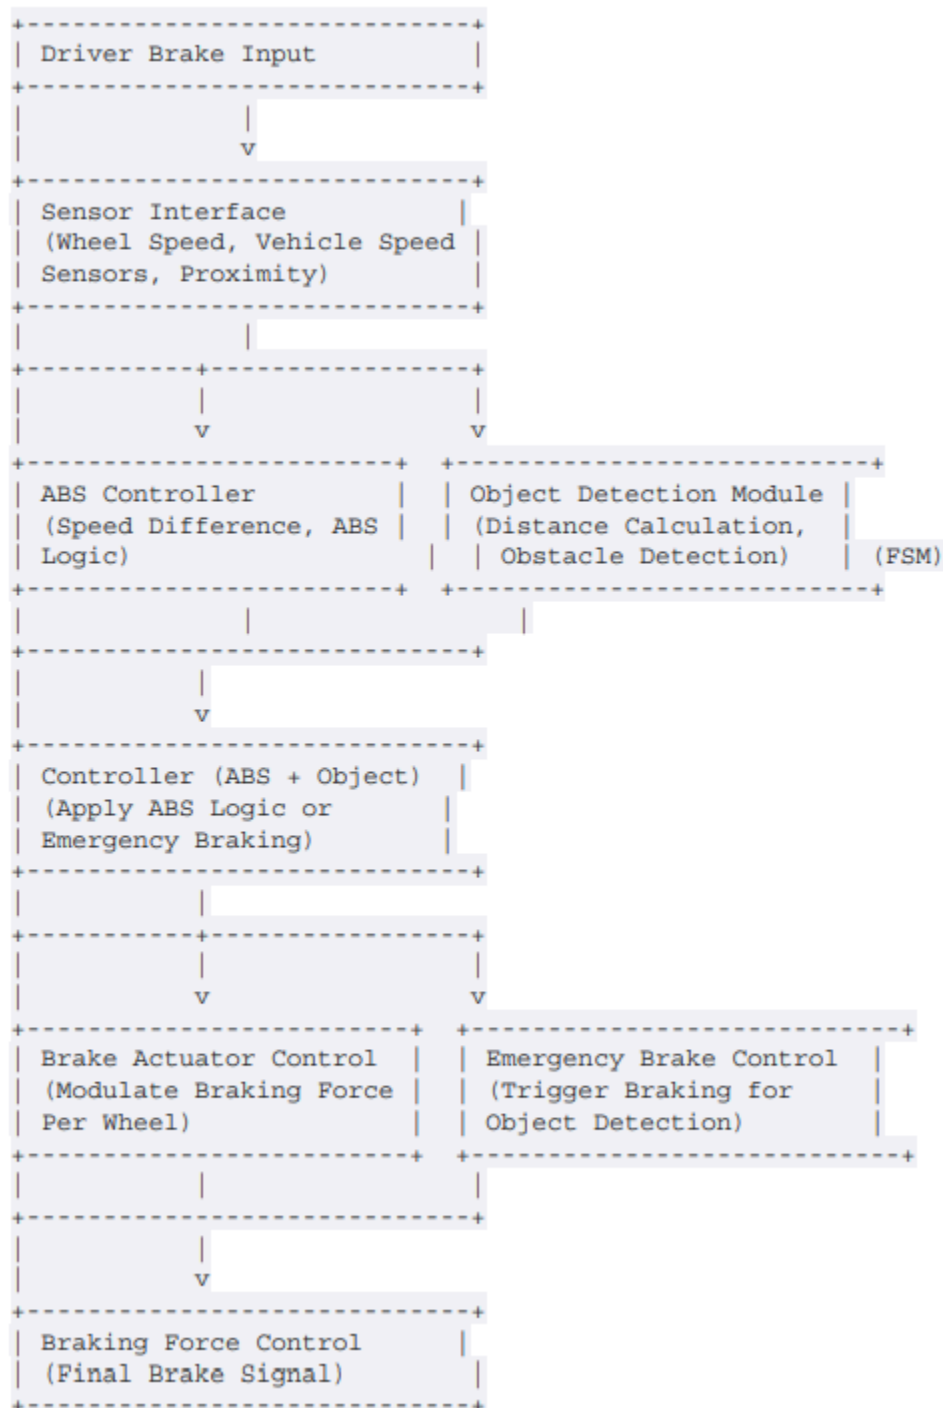 +-----------------------------+
| Driver Brake Input          |
+-----------------------------+
|              |
|              v
+-----------------------------+
| Sensor Interface           |
| (Wheel Speed, Vehicle Speed |
| Sensors, Proximity)         |
+-----------------------------+
|              |
+-----------+-----------------+
|           |                 |
|           v                 v
+------------------------+  +---------------------------+
| ABS Controller         |  | Object Detection Module |
| (Speed Difference, ABS |  | (Distance Calculation,  |
| Logic)                   |  | Obstacle Detection)   | (FSM)
+------------------------+  +---------------------------+
|              |                 |
+-----------------------------+
|           |
|           v
+-----------------------------+
| Controller (ABS + Object)  |
| (Apply ABS Logic or       |
| Emergency Braking)        |
+-----------------------------+
|           |
+-----------+-----------------+
|           |                 |
|           v                 v
+-------------------------+  +----------------------------+
| Brake Actuator Control  |  | Emergency Brake Control  |
| (Modulate Braking Force |  | (Trigger Braking for     |
| Per Wheel)              |  | Object Detection)        |
+-------------------------+  +----------------------------+
|           |                 |
+-----------------------------+
|           |
|           v
+-----------------------------+
| Braking Force Control      |
| (Final Brake Signal)        |
+-----------------------------+